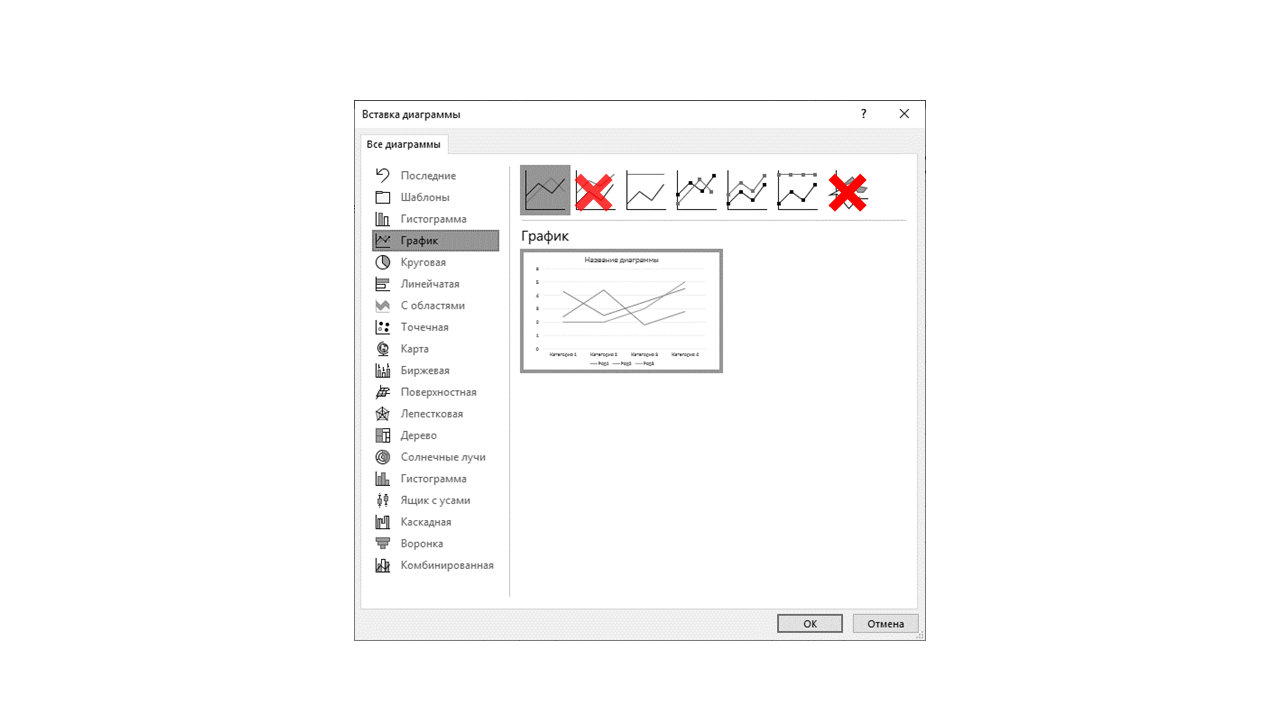 Вставка диаграммы
?
Все диаграммы
Последние
Шаблоны
Гистограмма
График
Круговая
Линейчатая
С областями
Точечная
Карта
Биржевая
Поверхностная
Лепестковая
Дерево
Солнечные лучи
Гистограмма
Ящик с усами
Каскадная
Воронка
Комбинированная
График
Название диаграммы
6
5
4
3
2
1
0
Категория 1 Категория 2 Категория 3 Категория 4
Ряд1 Ряд2 Ряд3
ОК
Отмена